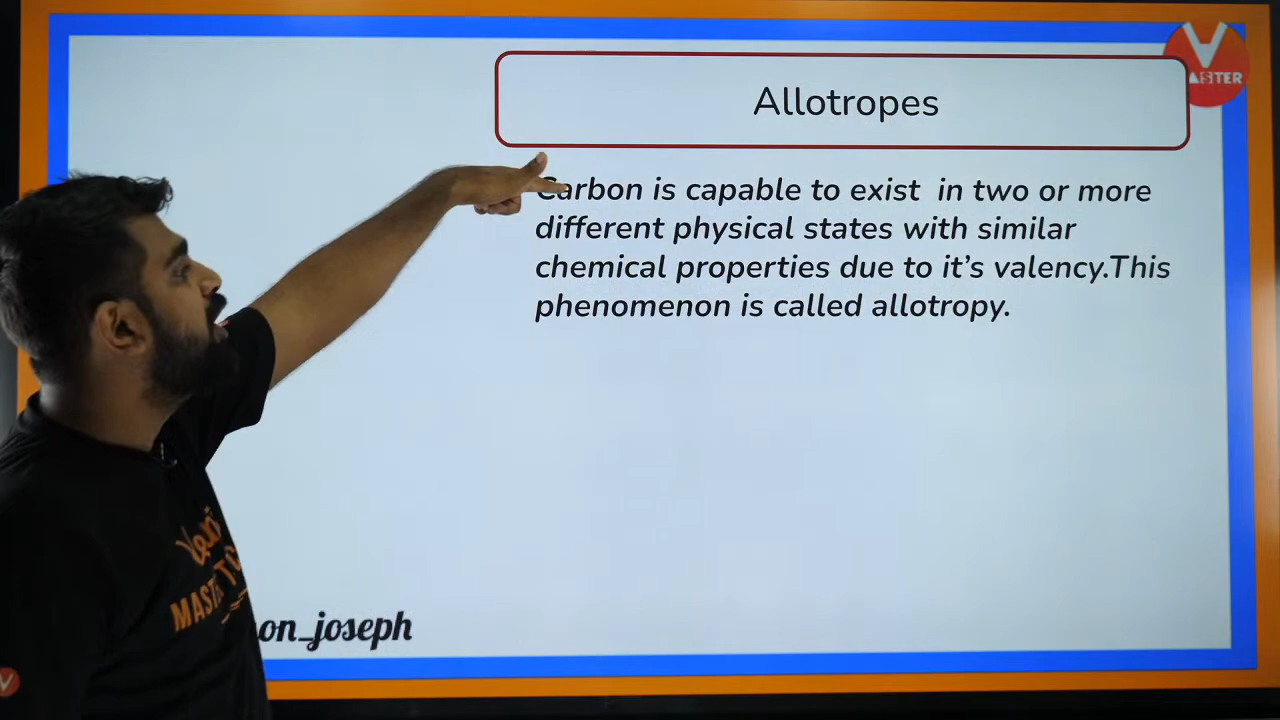 Allotropes
Carbon is capable to exist in two or more
different physical states with similar
chemical properties due to it's valency.This
phenomenon is called allotropy.